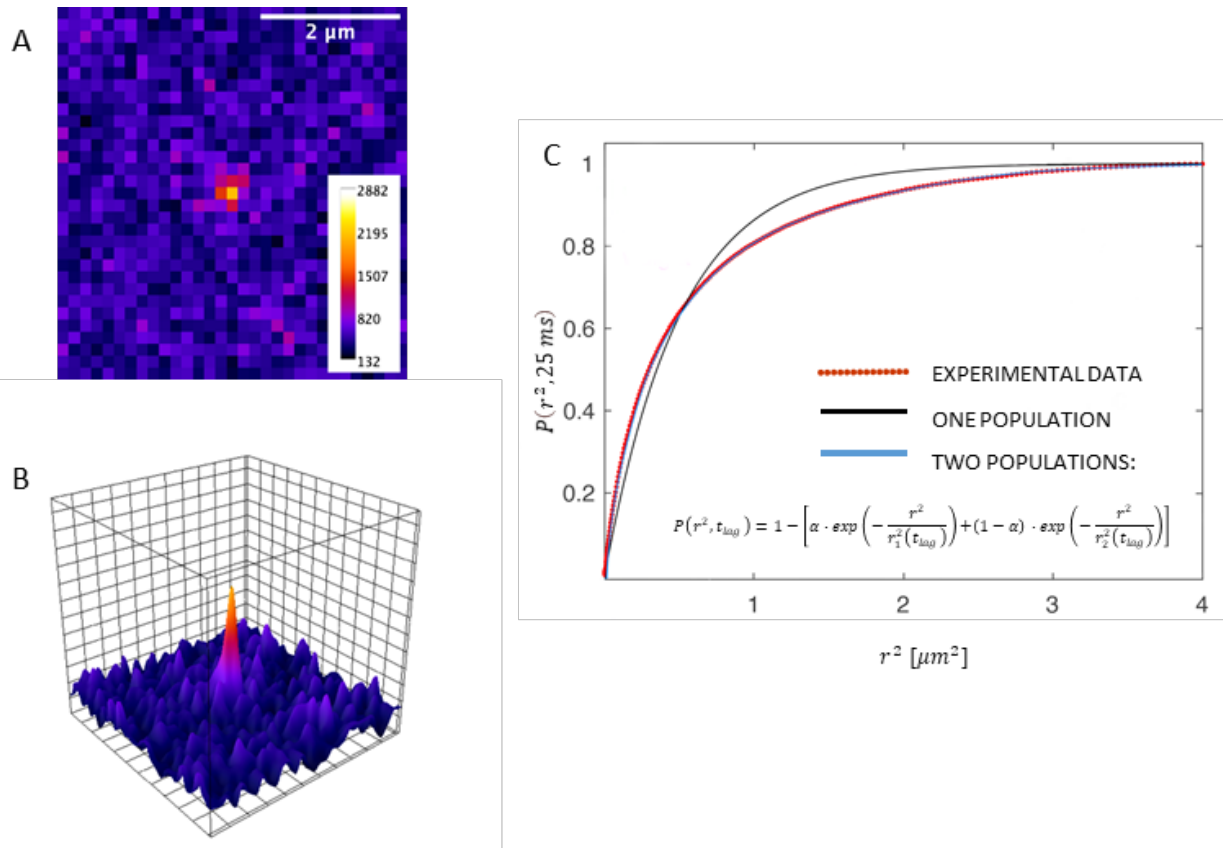 A
2 μm
2882
2195
1507
820
132
B
C
1
0.8
0.6
0.4
0.2
P(r², 25 ms)
EXPERIMENTAL DATA
ONE POPULATION
TWO POPULATIONS:
P(r², t_lag) = 1 − [α · exp(−r²/r₁²(t_lag)) + (1 − α) · exp(−r²/r₂²(t_lag))]
1 2 3 4
r² [μm²]